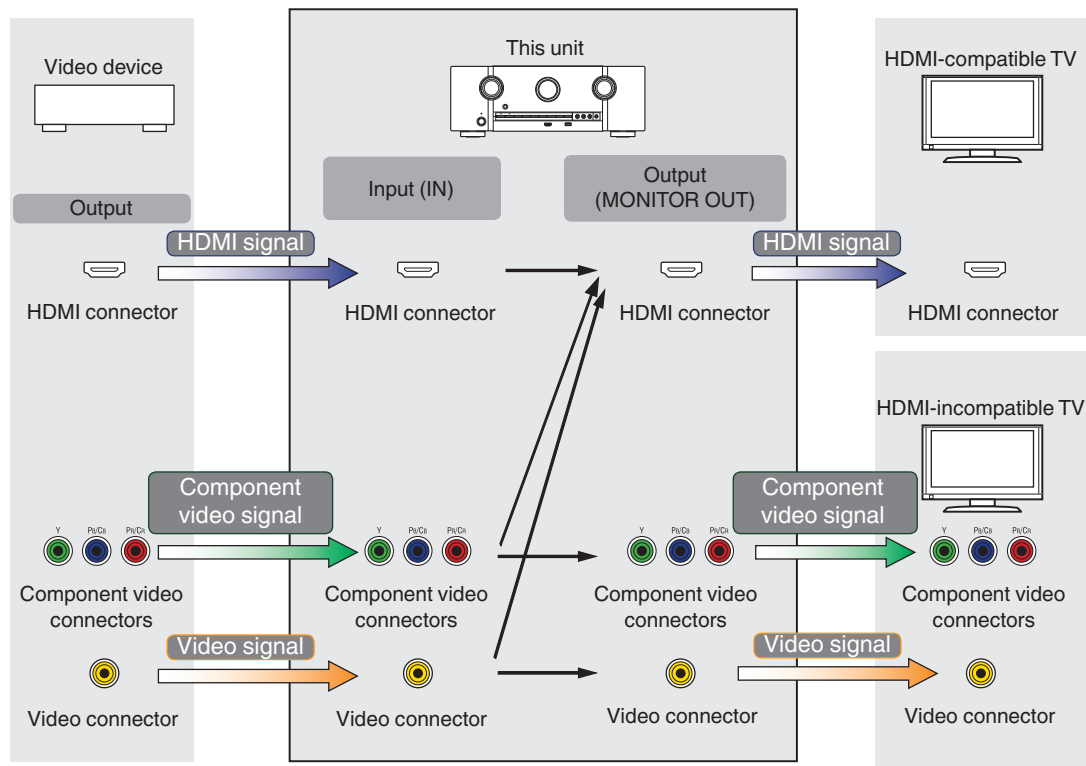 This unit
Video device
HDMI-compatible TV
Input (IN)
Output
(MONITOR OUT)
Output
HDMI signal
HDMI signal
HDMI connector
HDMI connector
HDMI connector
HDMI connector
HDMI-incompatible TV
Component
video signal
Component
video signal
Y PB/CB PR/CR
Y PB/CB PR/CR
Y PB/CB PR/CR
Y PB/CB PR/CR
Component video
connectors
Component video
connectors
Component video
connectors
Component video
connectors
Video signal
Video signal
Video connector
Video connector
Video connector
Video connector